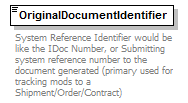 OriginalDocumentIdentifier
System Reference Identifier would be
like the IDoc Number, or Submitting
system reference number to the
document generated (primary used for
tracking mods to a
Shipment/Order/Contract)